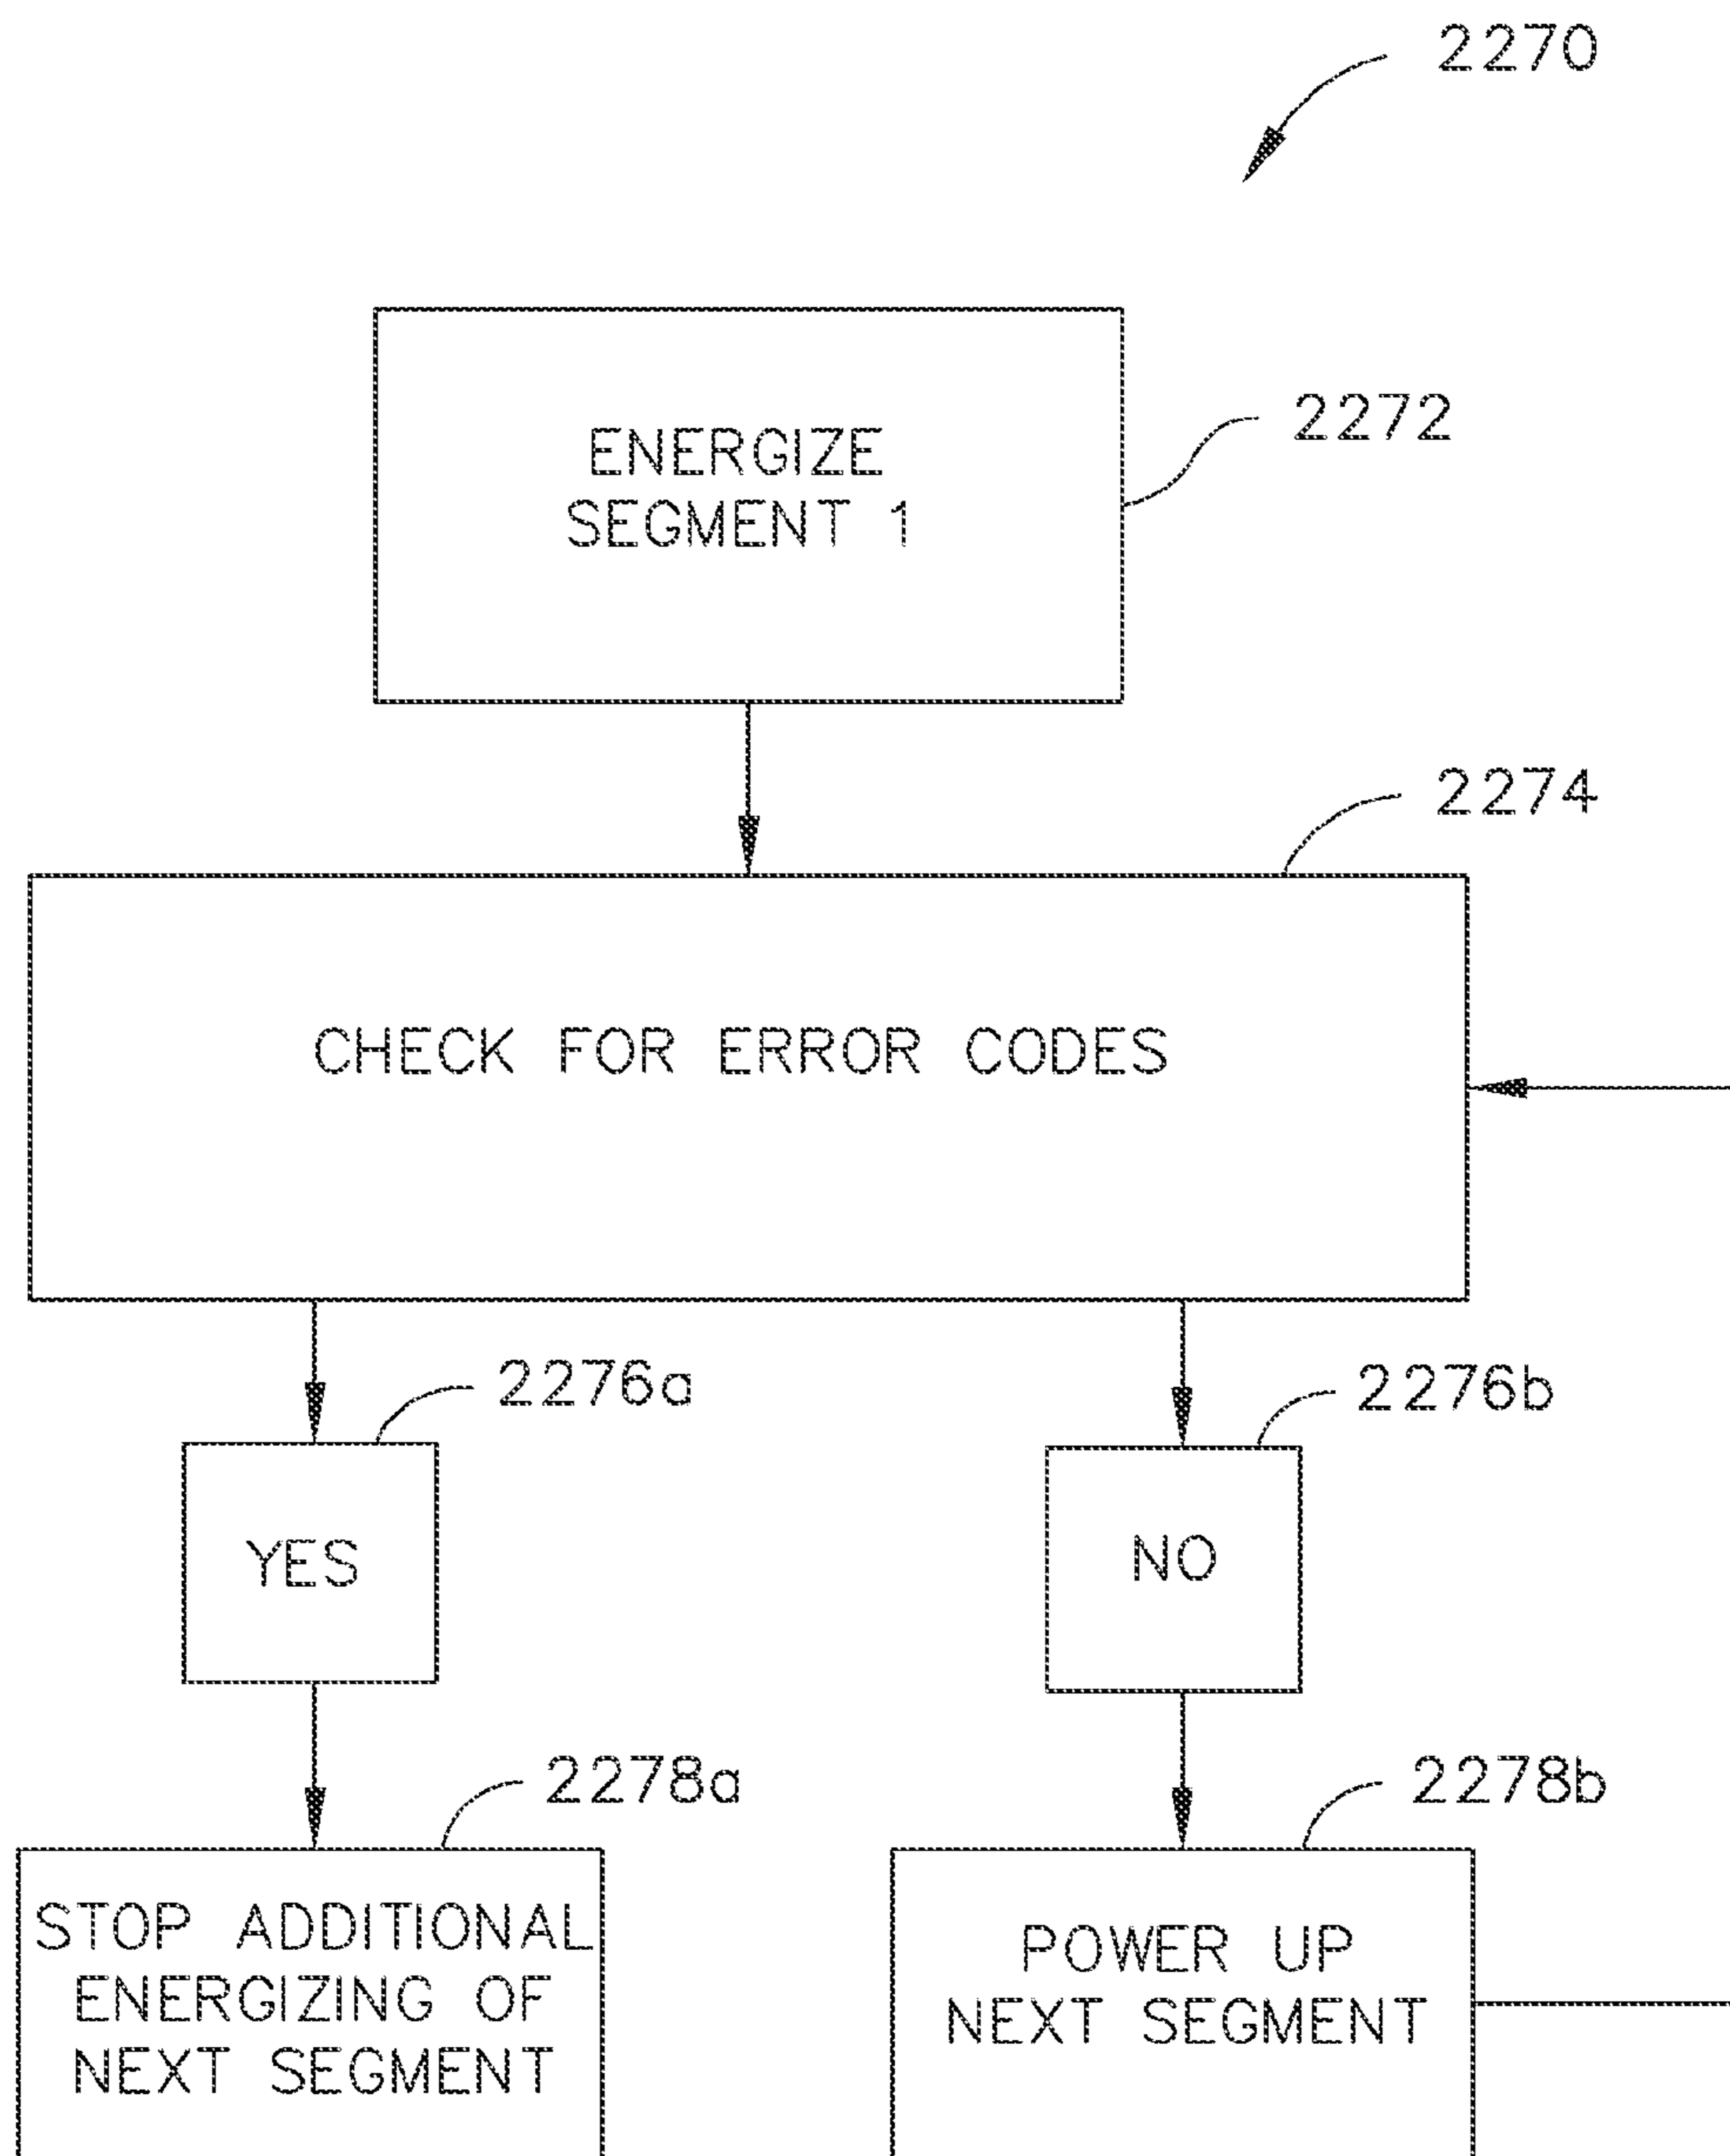 2270
ENERGIZE
SEGMENT 1
2272
2274
CHECK FOR ERROR CODES
2276a
2276b
YES
NO
2278a
2278b
STOP ADDITIONAL
ENERGIZING OF
NEXT SEGMENT
POWER UP
NEXT SEGMENT